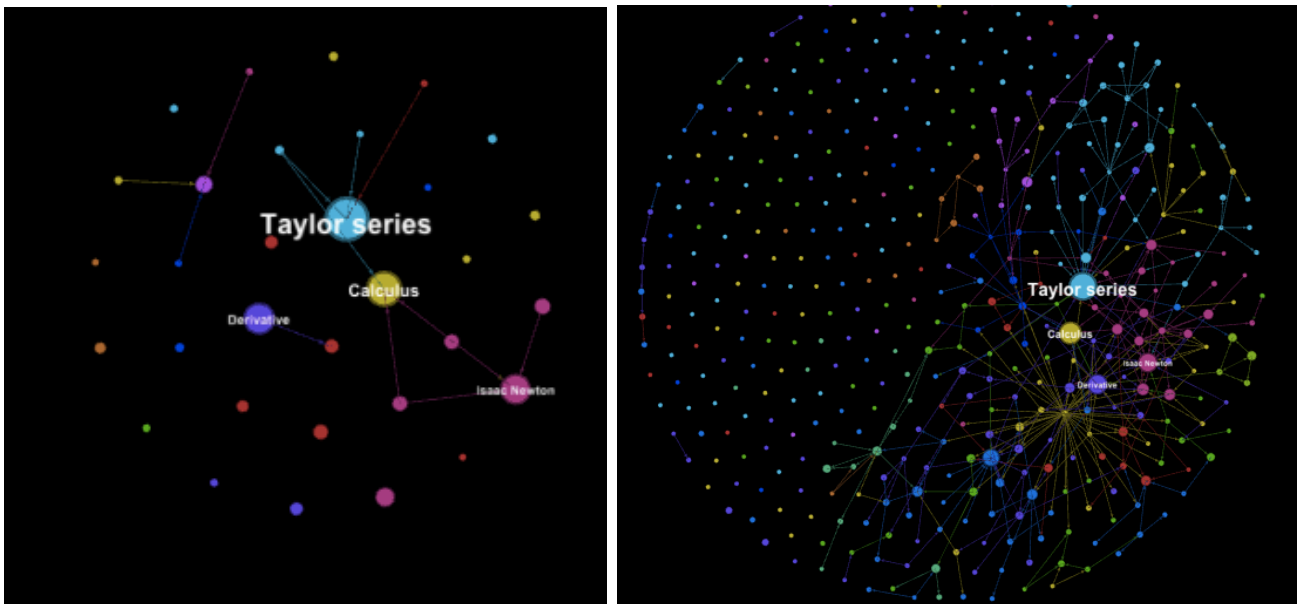 Taylor series
Calculus
Derivative
Isaac Newton
Taylor series
Calculus
Isaac Newton
Derivative